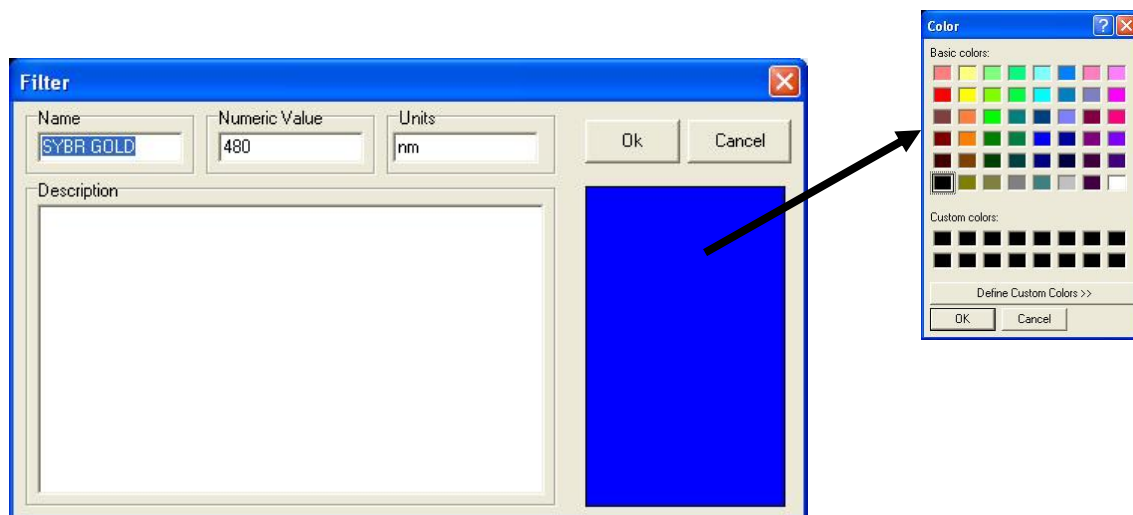 Filter
Name
Numeric Value
Units
SYBR GOLD
480
nm
Ok
Cancel
Description
Color
Basic colors:
Custom colors:
Define Custom Colors >>
OK
Cancel